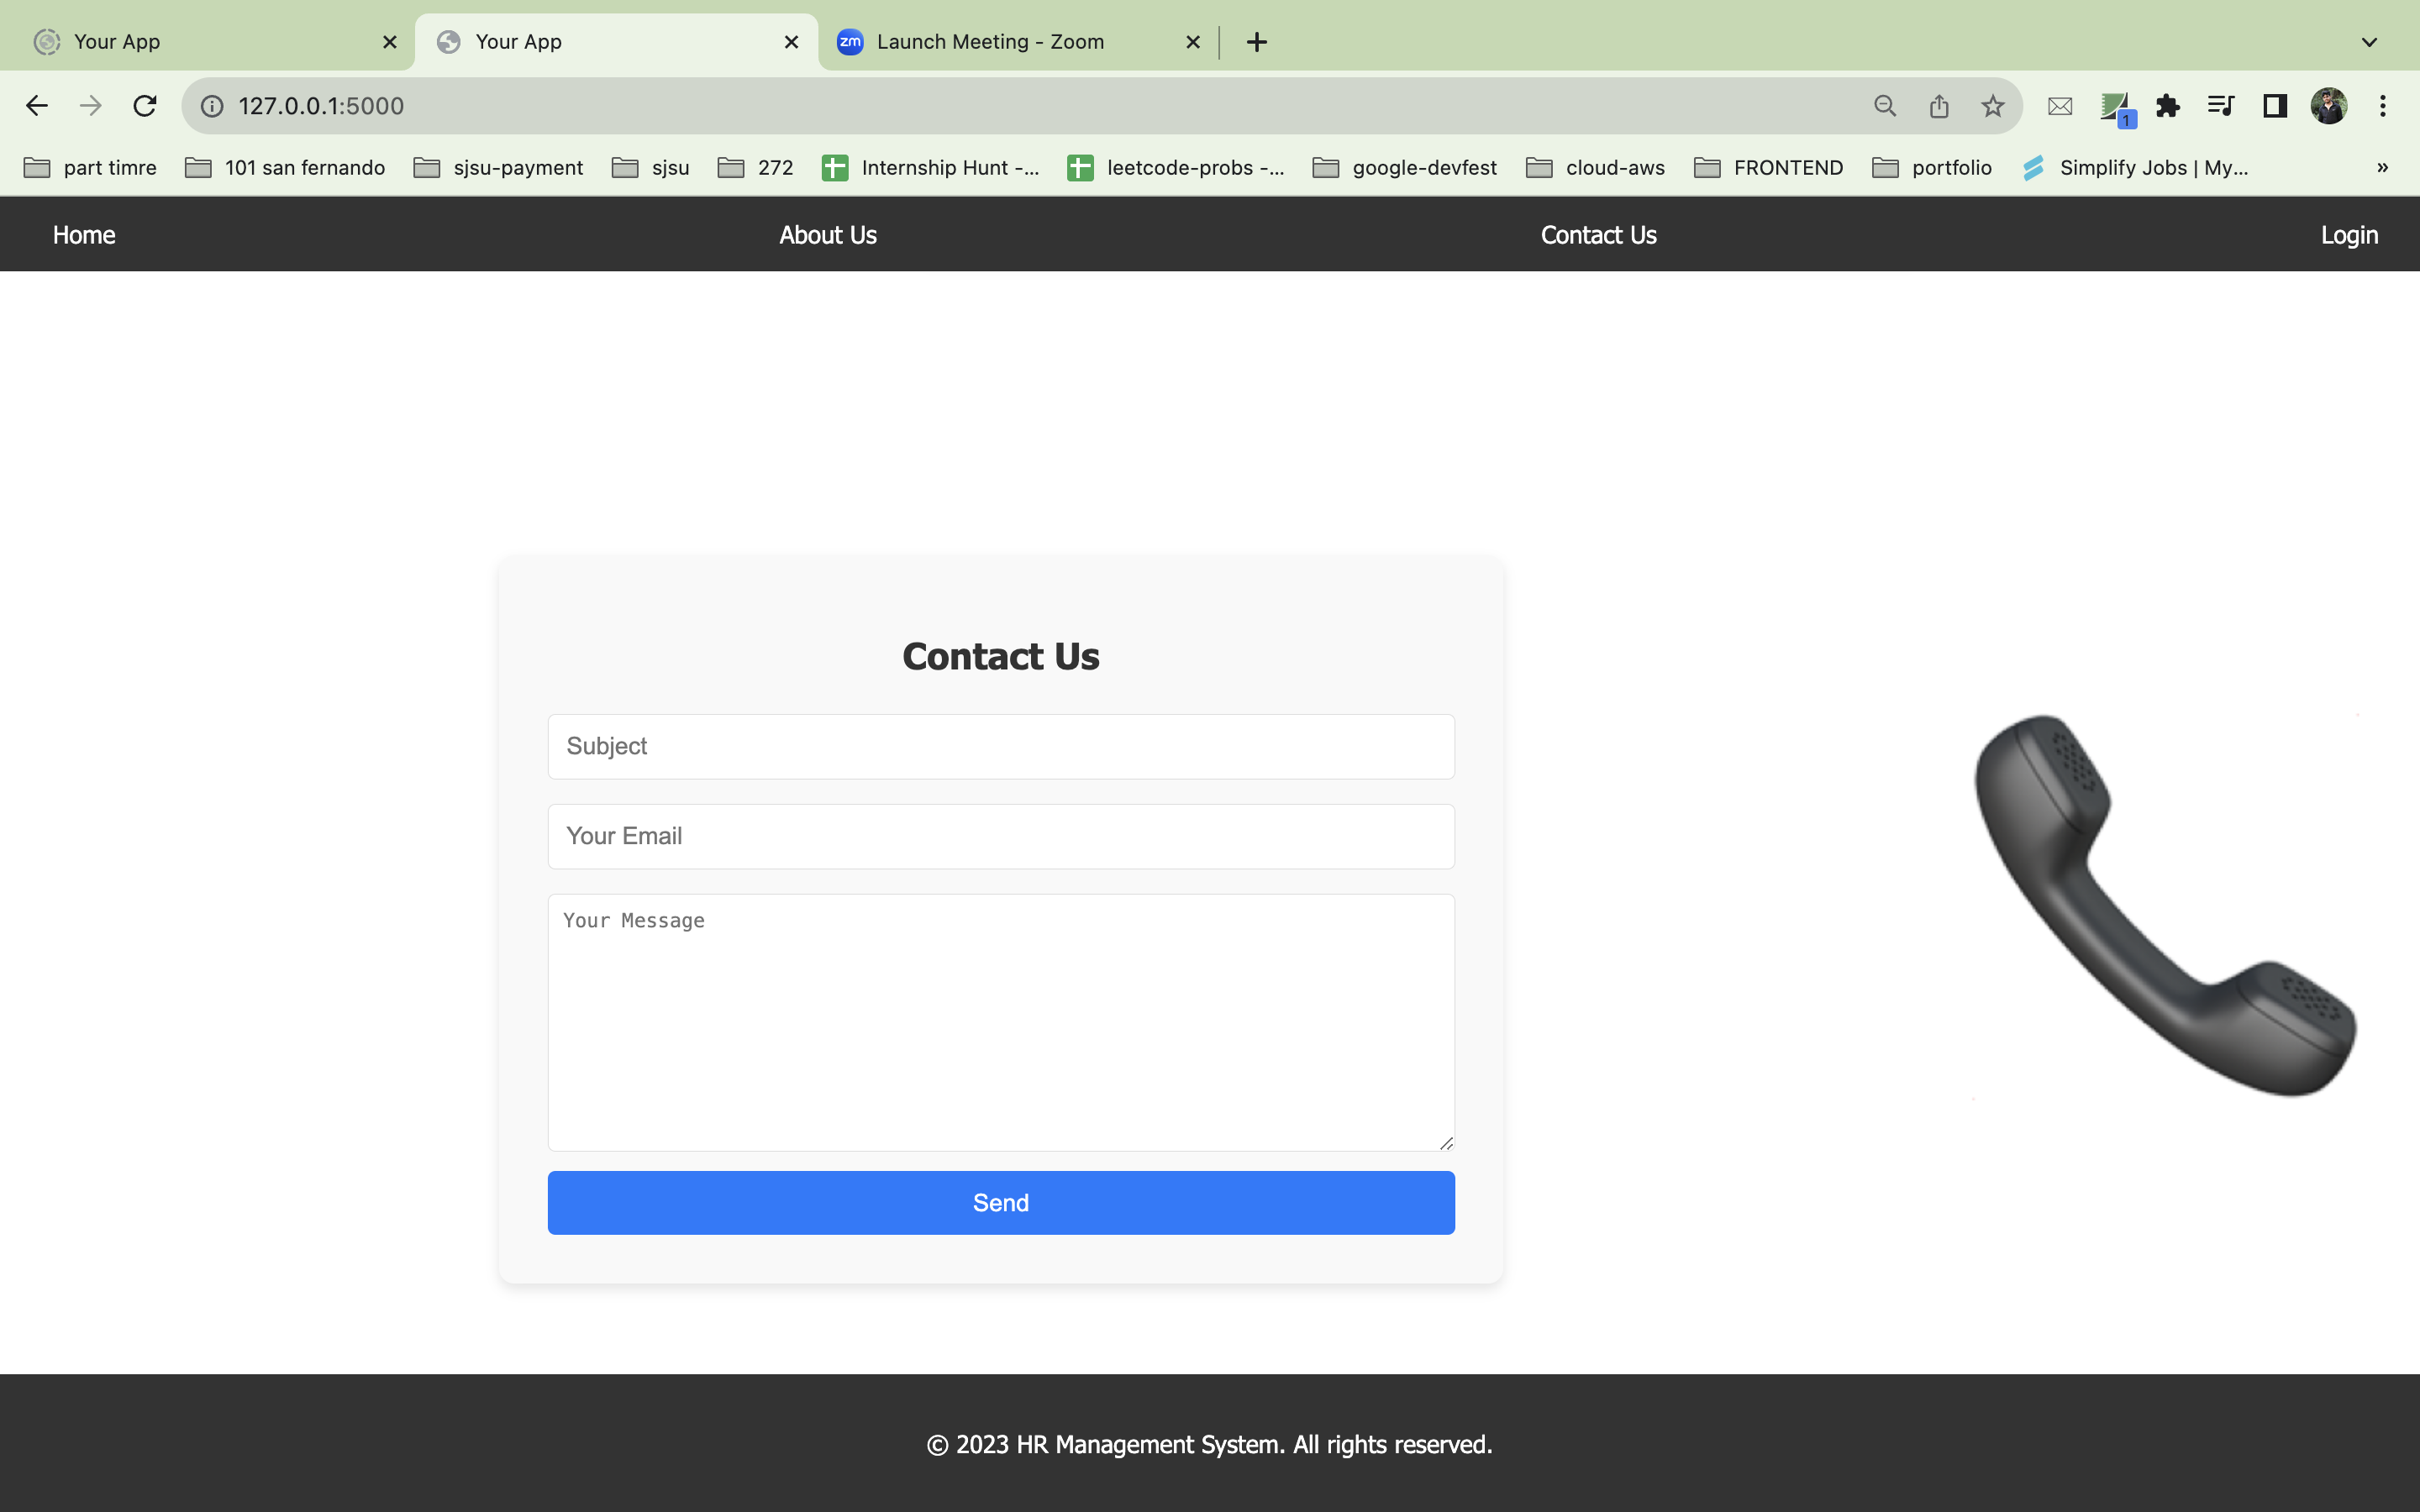 Your App
Your App
zm Launch Meeting - Zoom
127.0.0.1:5000
1
part timre
101 san fernando
sjsu-payment
sjsu
272
Internship Hunt -...
leetcode-probs -...
google-devfest
cloud-aws
FRONTEND
portfolio
Simplify Jobs | My...
»
Home
About Us
Contact Us
Login
Contact Us
Subject
Your Email
Your Message
Send
© 2023 HR Management System. All rights reserved.